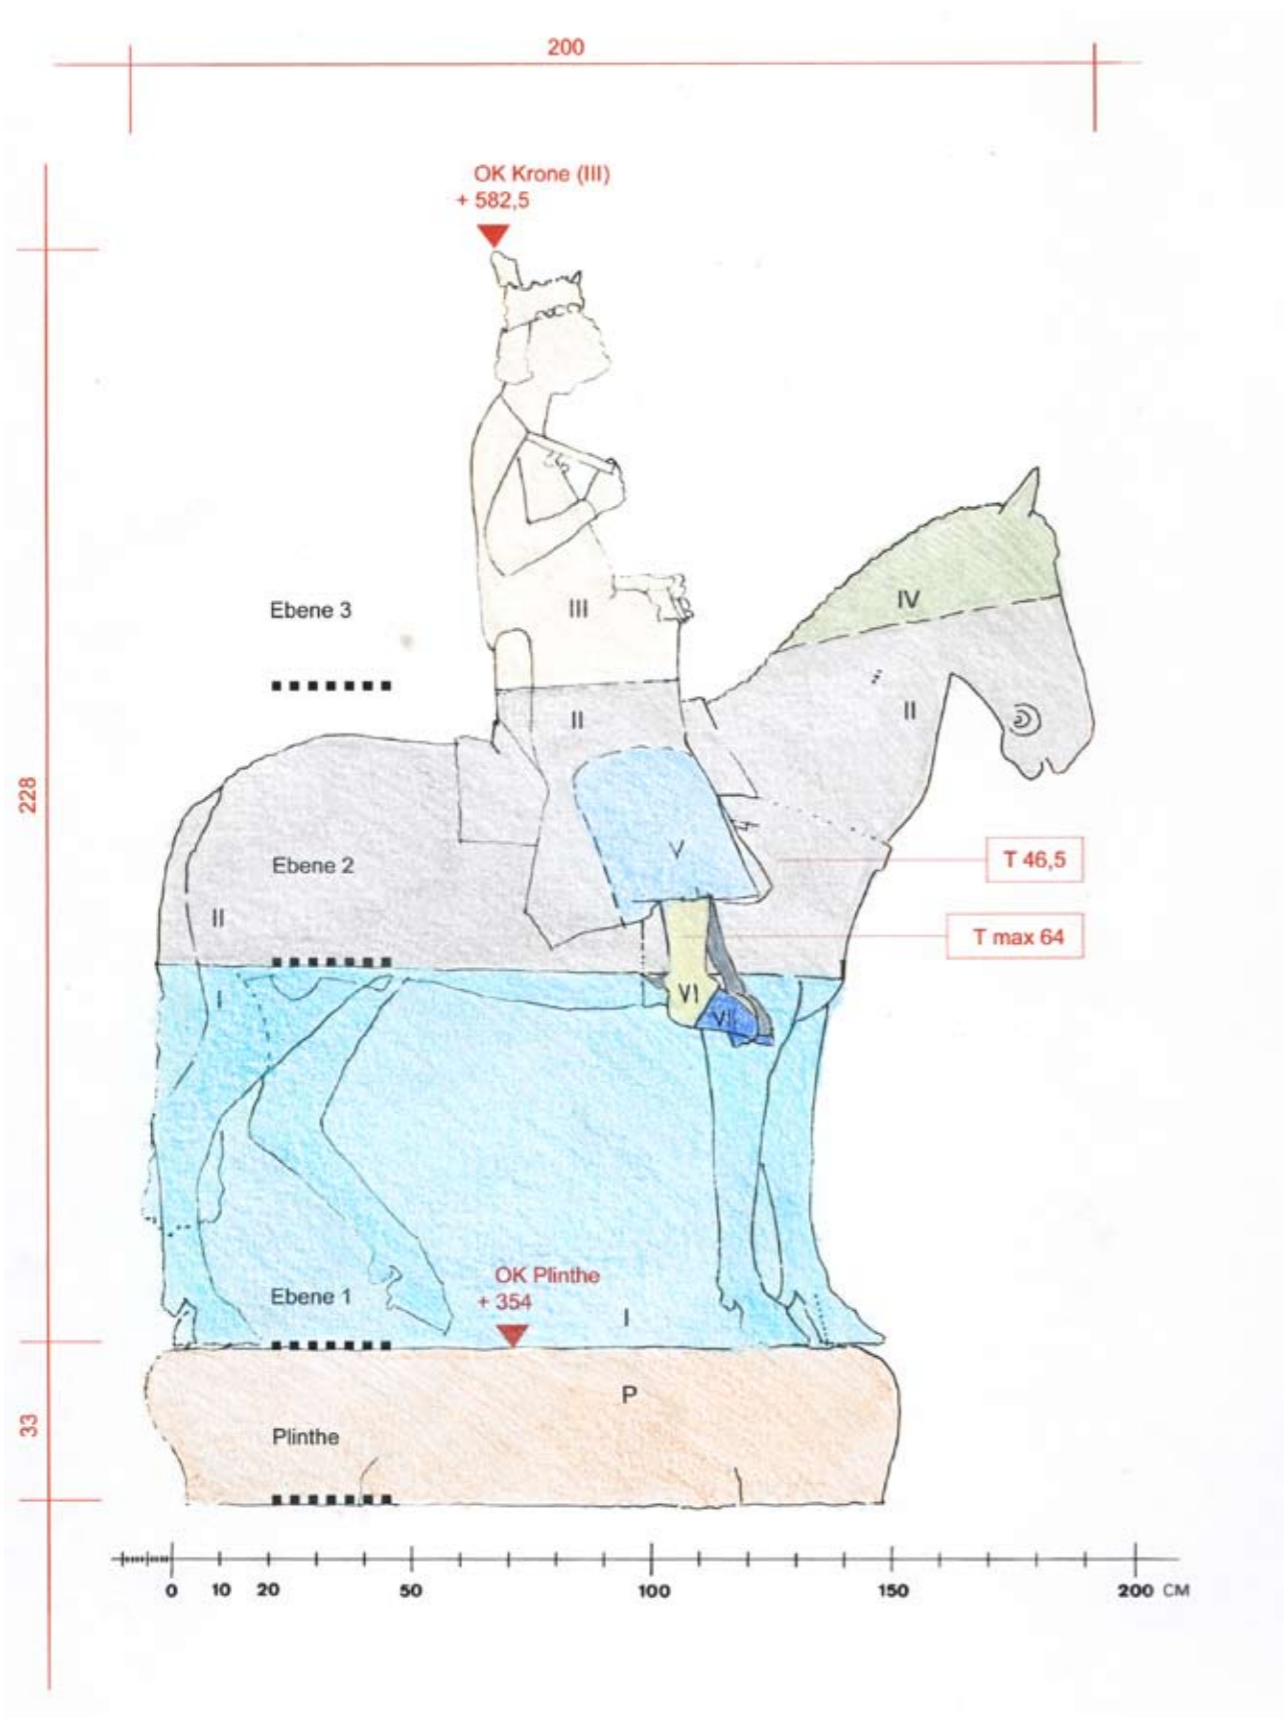 200
OK Krone (III)
+ 582,5
Ebene 3
III
IV
II
II
228
V
T 46,5
Ebene 2
II
T max 64
I
VI
VII
OK Plinthe
Ebene 1
+ 354
I
P
33
Plinthe
0 10 20 50 100 150 200 CM